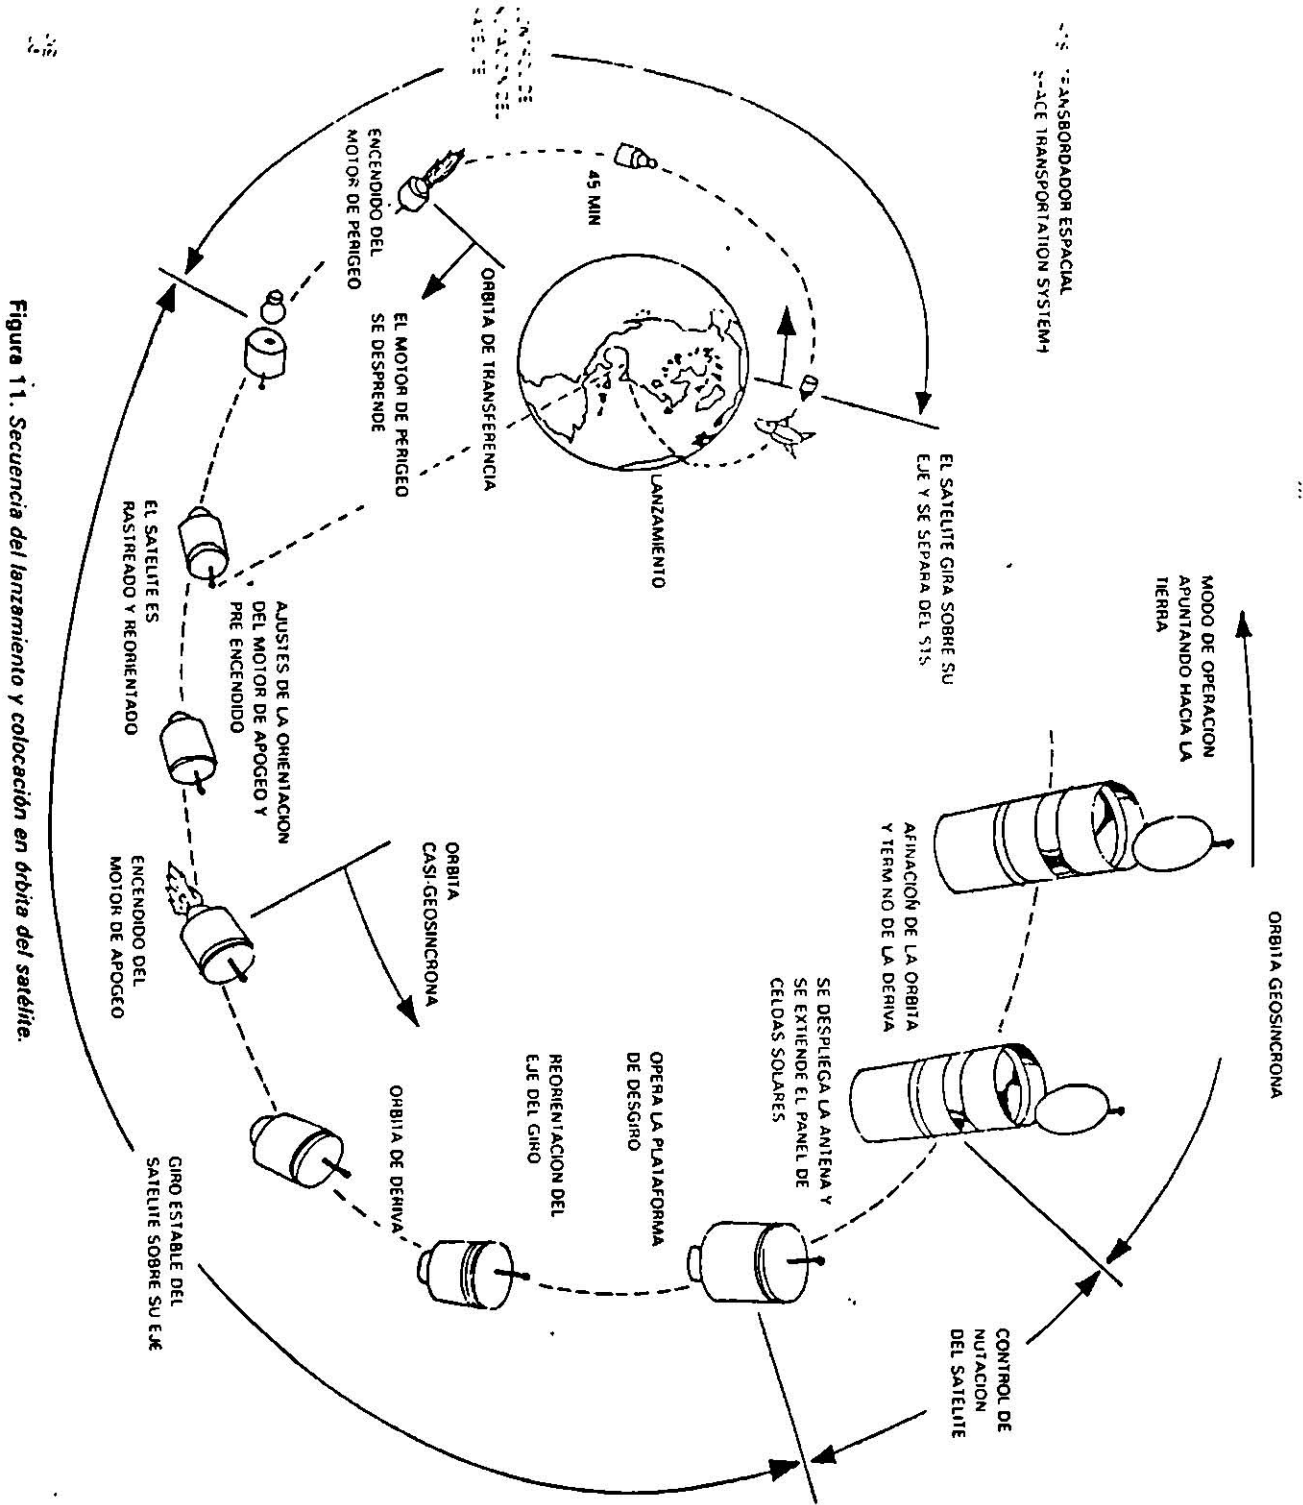 TRANSBORDADOR ESPACIAL
SPACE TRANSPORTATION SYSTEM
EL SATELITE GIRA SOBRE SU
EJE Y SE SEPARA DEL STS
LANZAMIENTO
45 MIN
ENCENDIDO DEL
MOTOR DE PERIGEO
ORBITA DE TRANSFERENCIA
EL MOTOR DE PERIGEO
SE DESPRENDE
EL SATELITE ES
RASTREADO Y REORIENTADO
AJUSTES DE LA ORIENTACION
DEL MOTOR DE APOGEO Y
PRE ENCENDIDO
ENCENDIDO DEL
MOTOR DE APOGEO
ORBITA
CASI-GEOSINCRONA
ORBITA DE DERIVA
GIRO ESTABLE DEL
SATELITE SOBRE SU EJE
REORIENTACION DEL
EJE DEL GIRO
OPERA LA PLATAFORMA
DE DESGIRO
SE DESPLIEGA LA ANTENA Y
SE EXTIENDE EL PANEL DE
CELDAS SOLARES
CONTROL DE
NUTACION
DEL SATELITE
AFINACION DE LA ORBITA
Y TERM NO DE LA DERIVA
MODO DE OPERACION
APUNTANDO HACIA LA
TIERRA
ORBITA GEOSINCRONA
Figura 11. Secuencia del lanzamiento y colocación en órbita del satélite.